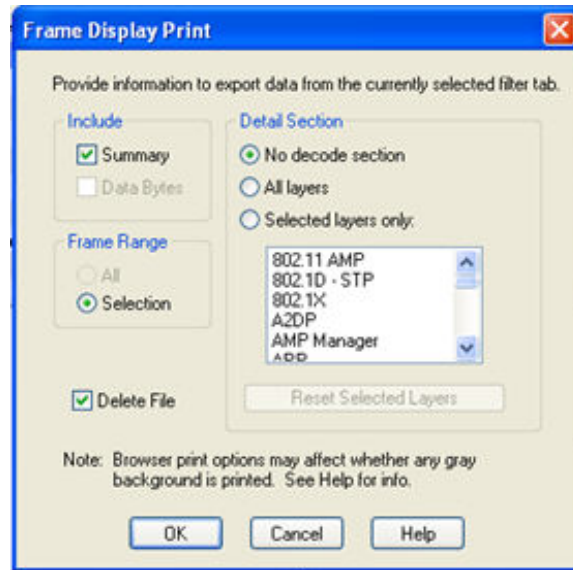 Frame Display Print
Provide information to export data from the currently selected filter tab.
Include
Summary
Data Bytes
Frame Range
All
Selection
Delete File
Detail Section
No decode section
All layers
Selected layers only:
802.11 AMP
802.1D - STP
802.1X
A2DP
AMP Manager
Reset Selected Layers
Note: Browser print options may affect whether any gray
background is printed. See Help for info.
OK
Cancel
Help